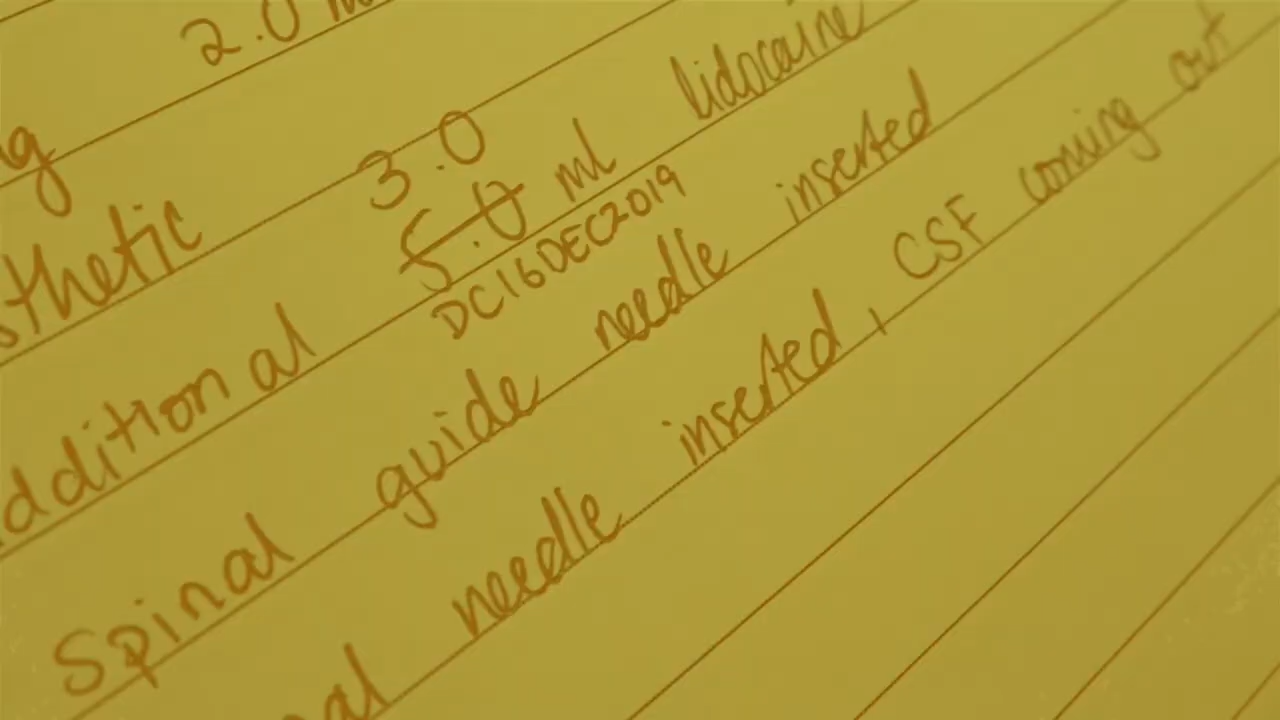 2.0
thetic
3.0
dditional 5.0 ml lidocaine
DC16DEC2019
Spinal guide needle inserted
nal needle inserted, CSF coming out